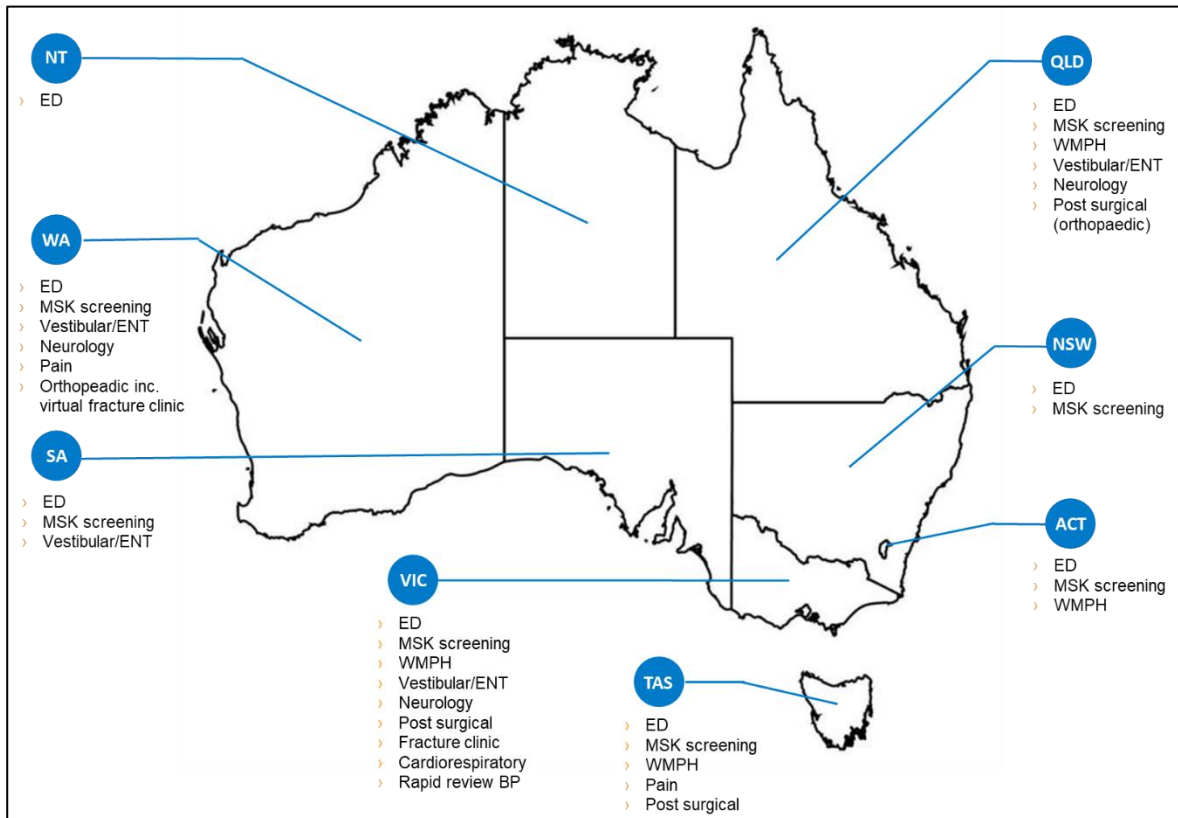 NT
› ED
WA
› ED
› MSK screening
› Vestibular/ENT
› Neurology
› Pain
› Orthopeadic inc.
virtual fracture clinic
SA
› ED
› MSK screening
› Vestibular/ENT
VIC
› ED
› MSK screening
› WMPH
› Vestibular/ENT
› Neurology
› Post surgical
› Fracture clinic
› Cardiorespiratory
› Rapid review BP
TAS
› ED
› MSK screening
› WMPH
› Pain
› Post surgical
QLD
› ED
› MSK screening
› WMPH
› Vestibular/ENT
› Neurology
› Post surgical
(orthopaedic)
NSW
› ED
› MSK screening
ACT
› ED
› MSK screening
› WMPH